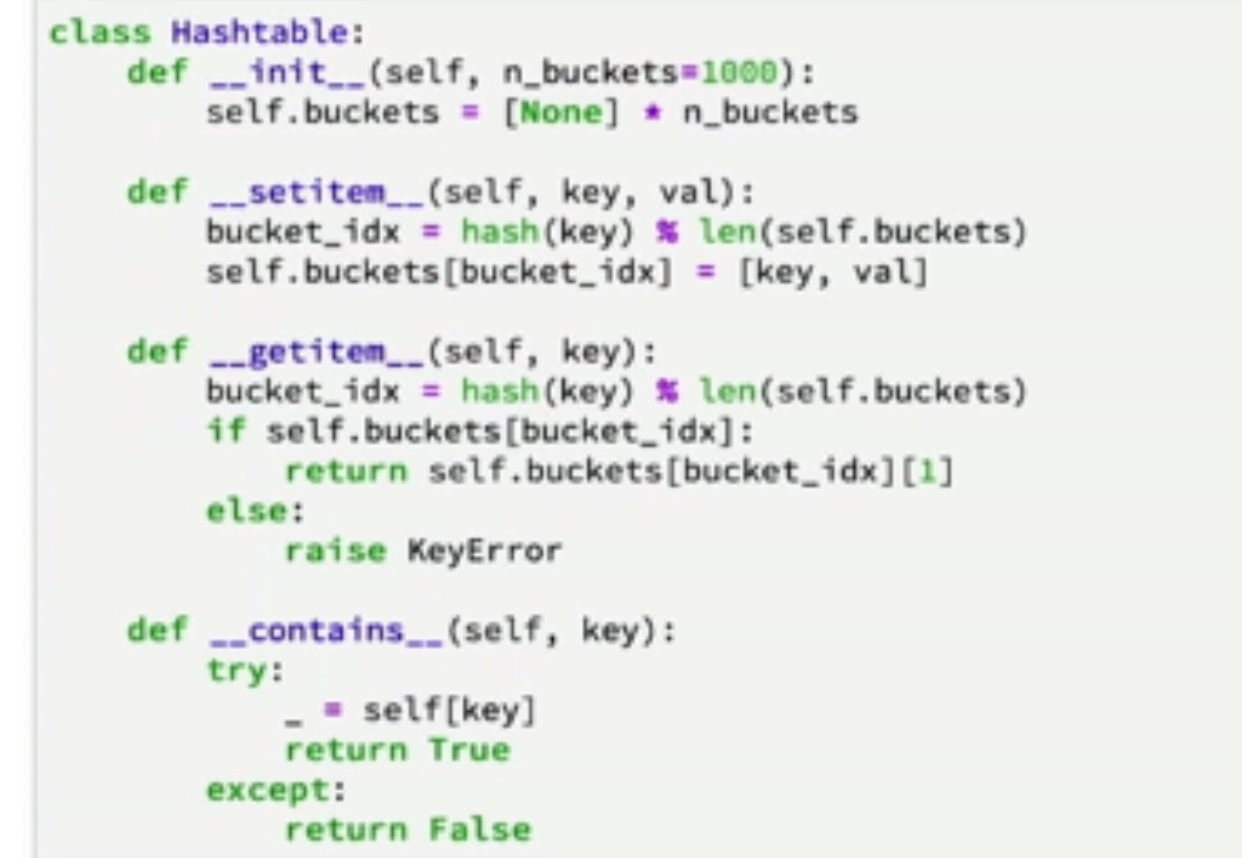 class Hashtable:
    def __init__(self, n_buckets=1000):
        self.buckets = [None] * n_buckets

    def __setitem__(self, key, val):
        bucket_idx = hash(key) % len(self.buckets)
        self.buckets[bucket_idx] = [key, val]

    def __getitem__(self, key):
        bucket_idx = hash(key) % len(self.buckets)
        if self.buckets[bucket_idx]:
            return self.buckets[bucket_idx][1]
        else:
            raise KeyError

    def __contains__(self, key):
        try:
            _ = self[key]
            return True
        except:
            return False